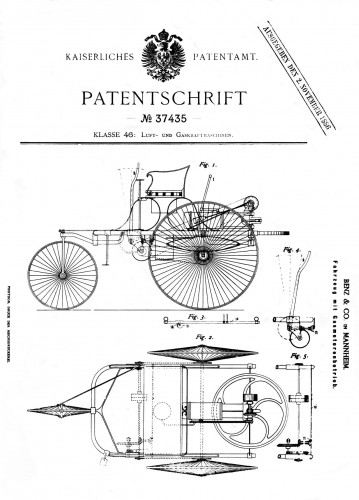 KAISERLICHES PATENTAMT.
AUSGEGEBEN DEN 2. NOVEMBER 1886
PATENTSCHRIFT
№ 37435
KLASSE 46: LUFT- UND GASKRAFTMASCHINEN.
Fig. 1.
Fig. 4.
BENZ & CO. IN MANNHEIM.
Fahrzeug mit Gasmotorenbetrieb.
Fig. 3.
Fig. 2.
Fig. 5.